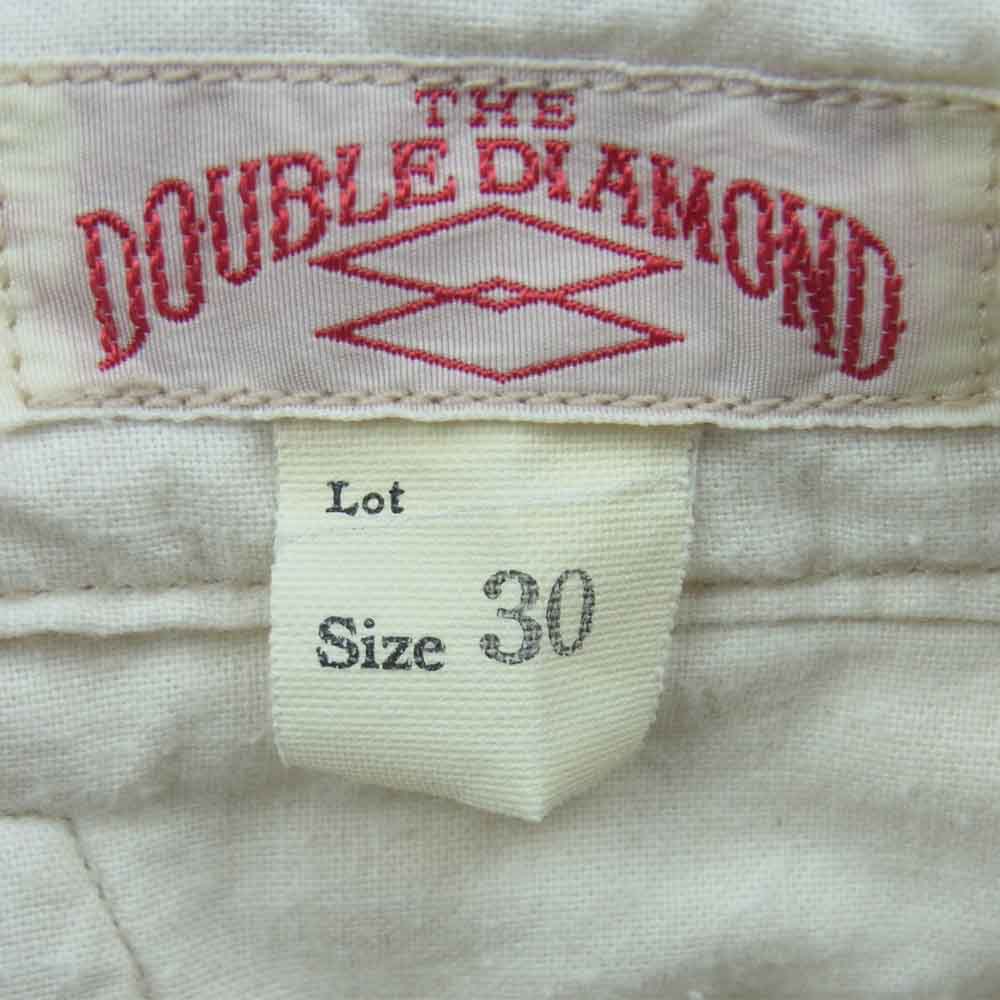 THE
DOUBLE DIAMOND
Lot
Size 30